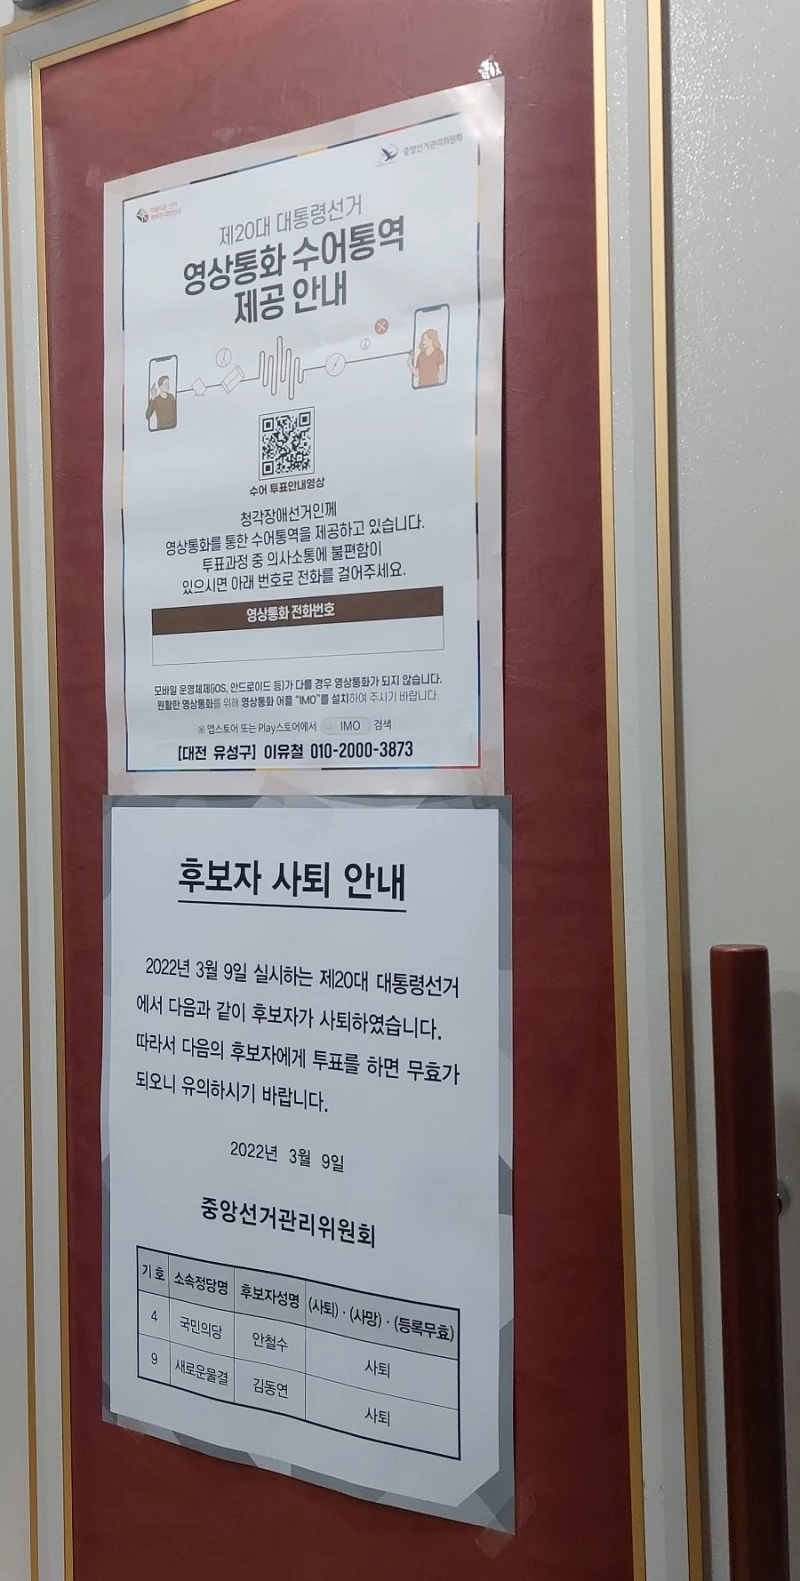 중앙선거관리위원회
아름다운 선거
행복한 대한민국
제20대 대통령선거
영상통화 수어통역
제공 안내
수어 투표안내영상
청각장애선거인께
영상통화를 통한 수어통역을 제공하고 있습니다.
투표과정 중 의사소통에 불편함이
있으시면 아래 번호로 전화를 걸어주세요.
영상통화 전화번호
모바일 운영체제(iOS, 안드로이드 등)가 다를 경우 영상통화가 되지 않습니다.
원활한 영상통화를 위해 영상통화 어플 "IMO"를 설치하여 주시기 바랍니다.
※ 앱스토어 또는 Play스토어에서 IMO 검색
[대전 유성구] 이유철 010-2000-3873
후보자 사퇴 안내
2022년 3월 9일 실시하는 제20대 대통령선거
에서 다음과 같이 후보자가 사퇴하였습니다.
따라서 다음의 후보자에게 투표를 하면 무효가
되오니 유의하시기 바랍니다.
2022년 3월 9일
중앙선거관리위원회
기호 소속정당명 후보자성명 (사퇴)·(사망)·(등록무효)
4 국민의당 안철수 사퇴
9 새로운물결 김동연 사퇴